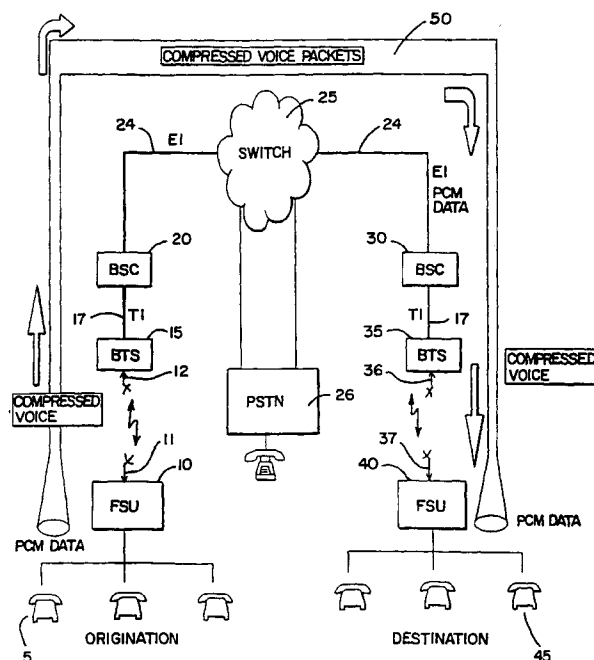 50
COMPRESSED VOICE PACKETS
25
24
24
E1
SWITCH
E1
PCM
DATA
20
30
BSC
BSC
17
T1
T1
17
15
35
BTS
BTS
12
36
COMPRESSED
VOICE
COMPRESSED
VOICE
PSTN
26
11
37
10
40
FSU
FSU
PCM DATA
PCM DATA
5
ORIGINATION
DESTINATION
45